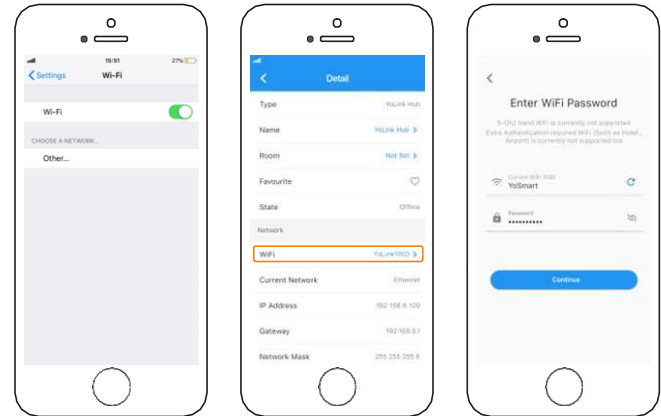 15:51
27%
Settings
Wi-Fi
Wi-Fi
CHOOSE A NETWORK...
Other...
Detail
Type YoLink Hub
Name YoLink Hub
Room Not Set
Favourite
State Offline
Network
WiFi YoLink1603
Current Network Ethernet
IP Address 192.168.6.109
Gateway 192.168.6.1
Network Mask 255.255.255.0
Enter WiFi Password
5-Ghz band WiFi is currently not supported
Extra Authentication required WiFi (Such as Hotel,
Airport) is currently not supported too
Current WiFi SSID
YoSmart
Password
Continue